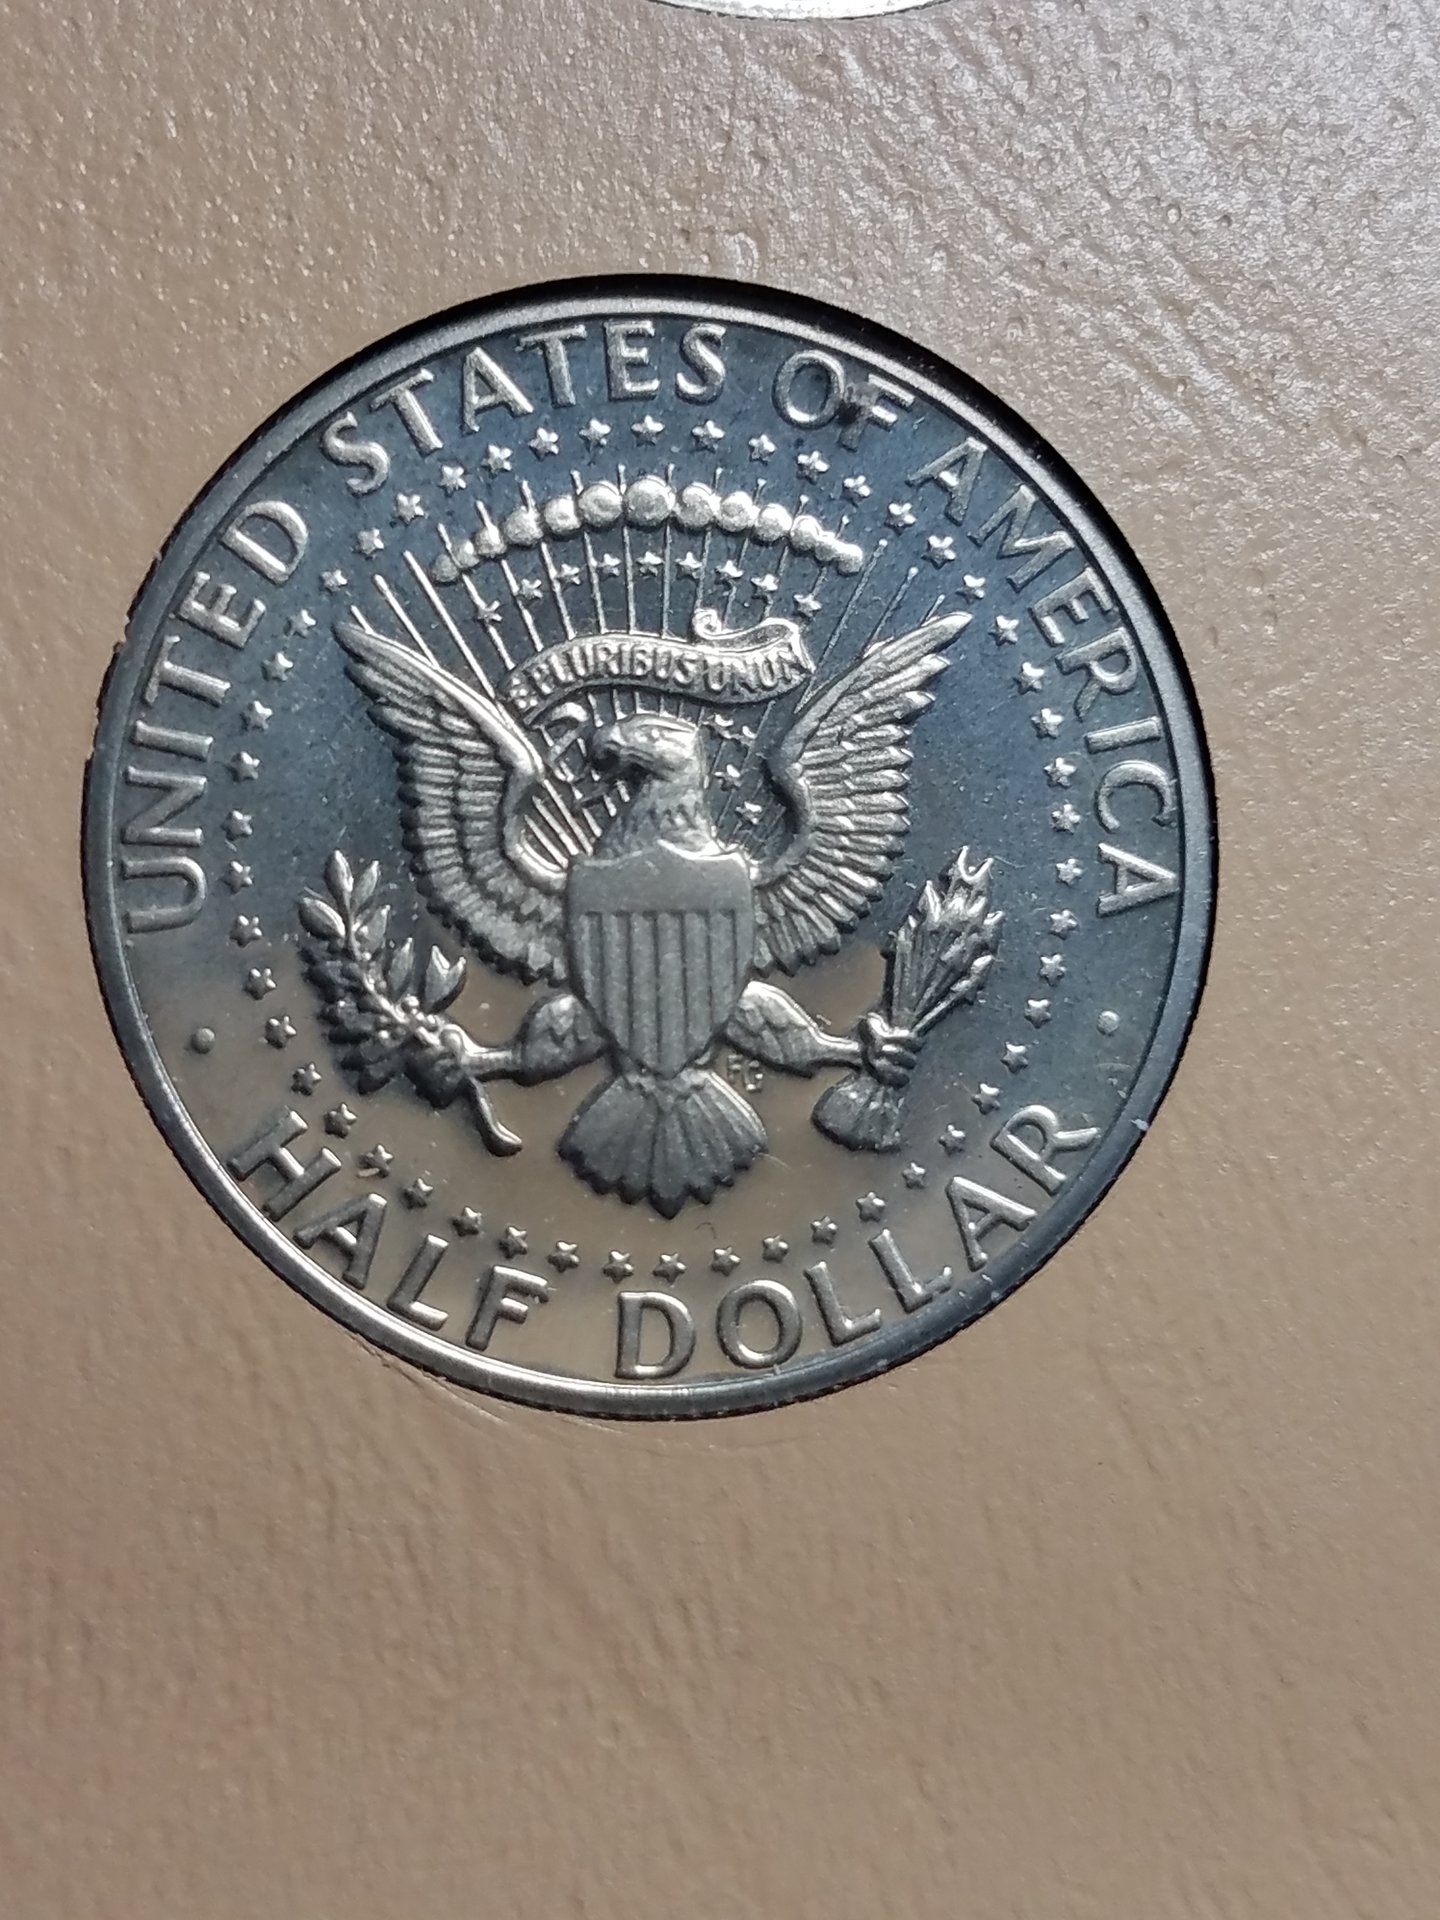 UNITED STATES OF AMERICA
E PLURIBUS UNUM
FG
HALF DOLLAR